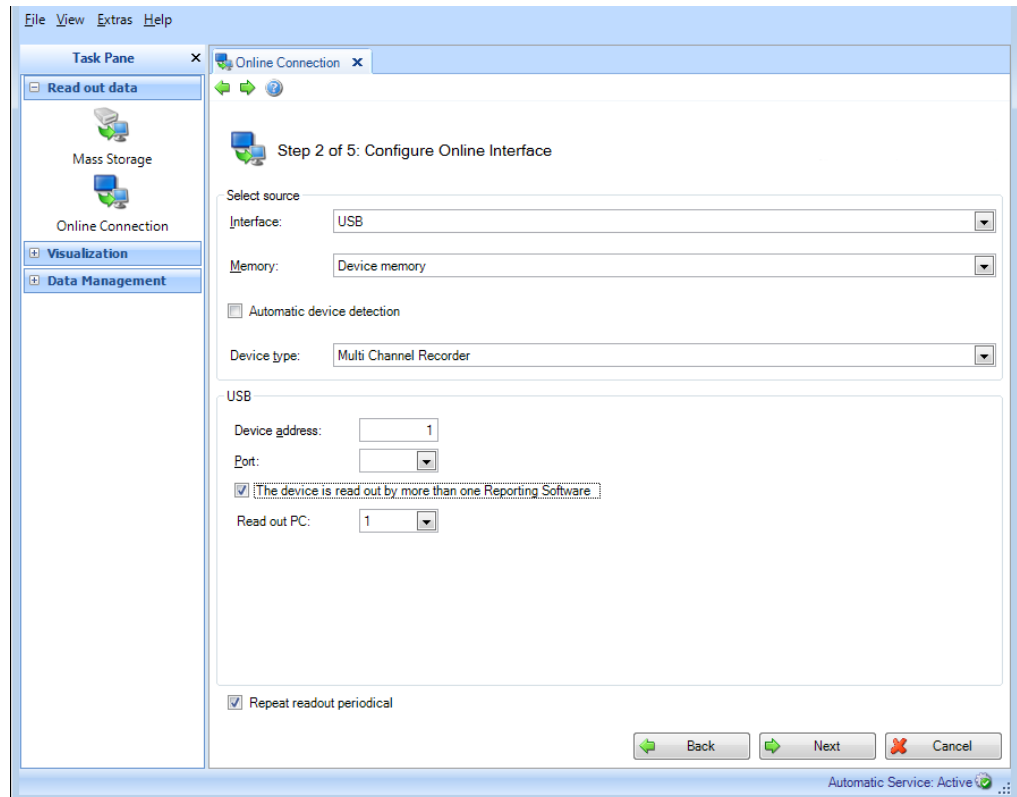 File View Extras Help
Task Pane
Read out data
Mass Storage
Online Connection
Visualization
Data Management
Online Connection
Step 2 of 5: Configure Online Interface
Select source
Interface: USB
Memory: Device memory
Automatic device detection
Device type: Multi Channel Recorder
USB
Device address: 1
Port:
The device is read out by more than one Reporting Software
Read out PC: 1
Repeat readout periodical
Back Next Cancel
Automatic Service: Active